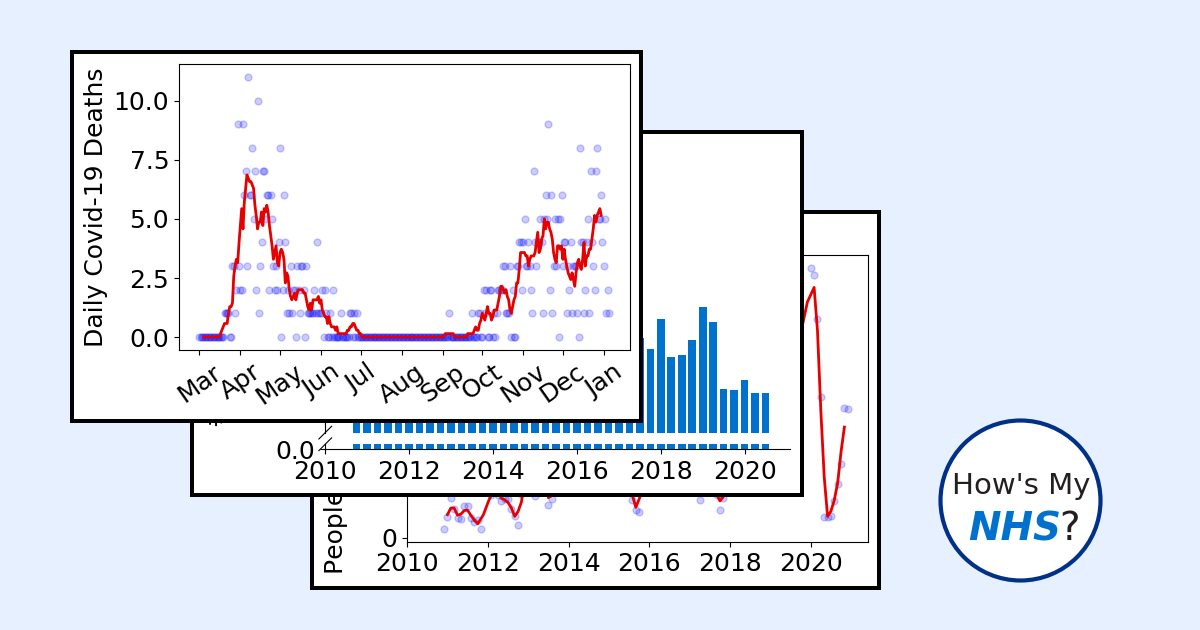 Daily Covid-19 Deaths
10.0
7.5
5.0
2.5
0.0
Mar Apr May Jun Jul Aug Sep Oct Nov Dec Jan
0.0
2010 2012 2014 2016 2018 2020
People
0
2010 2012 2014 2016 2018 2020
How's My
NHS?